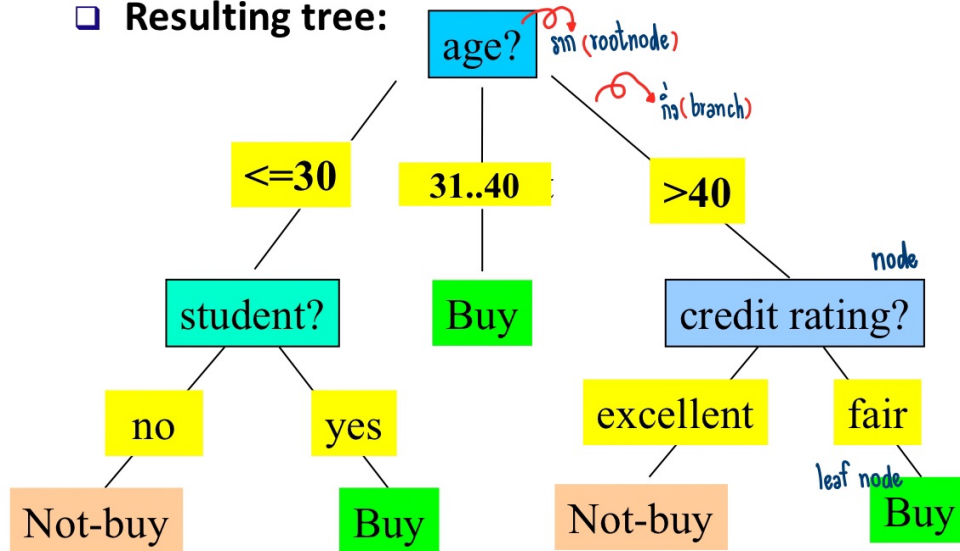 Resulting tree:
age?
ราก (rootnode)
กิ่ง (branch)
<=30
31..40
>40
node
student?
Buy
credit rating?
no
yes
excellent
fair
leaf node
Not-buy
Buy
Not-buy
Buy